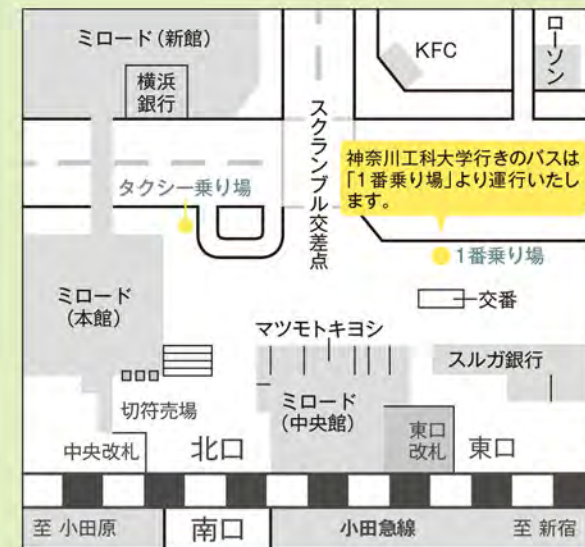 ミロード（新館）
横浜
銀行
スクランブル交差点
KFC
ローソン
タクシー乗り場
神奈川工科大学行きのバスは
「1番乗り場」より運行いたし
ます。
1番乗り場
ミロード
（本館）
交番
マツモトキヨシ
スルガ銀行
切符売場
ミロード
（中央館）
東口
改札
中央改札
北口
東口
至 小田原
南口
小田急線
至 新宿